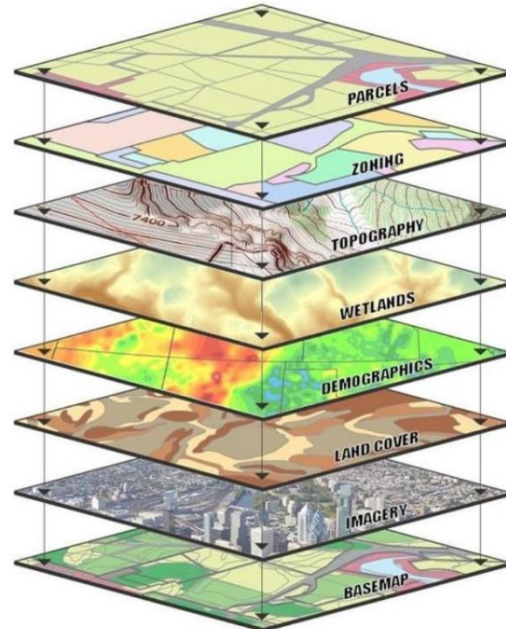 PARCELS
ZONING
7400
TOPOGRAPHY
WETLANDS
DEMOGRAPHICS
LAND COVER
IMAGERY
BASEMAP